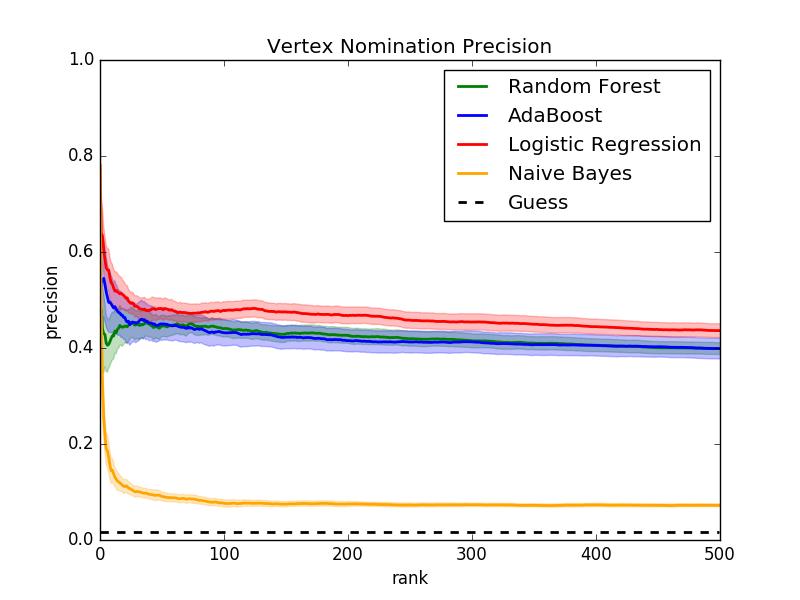 Vertex Nomination Precision
1.0
0.8
0.6
0.4
0.2
0.0
precision
Random Forest
AdaBoost
Logistic Regression
Naive Bayes
Guess
0 100 200 300 400 500
rank